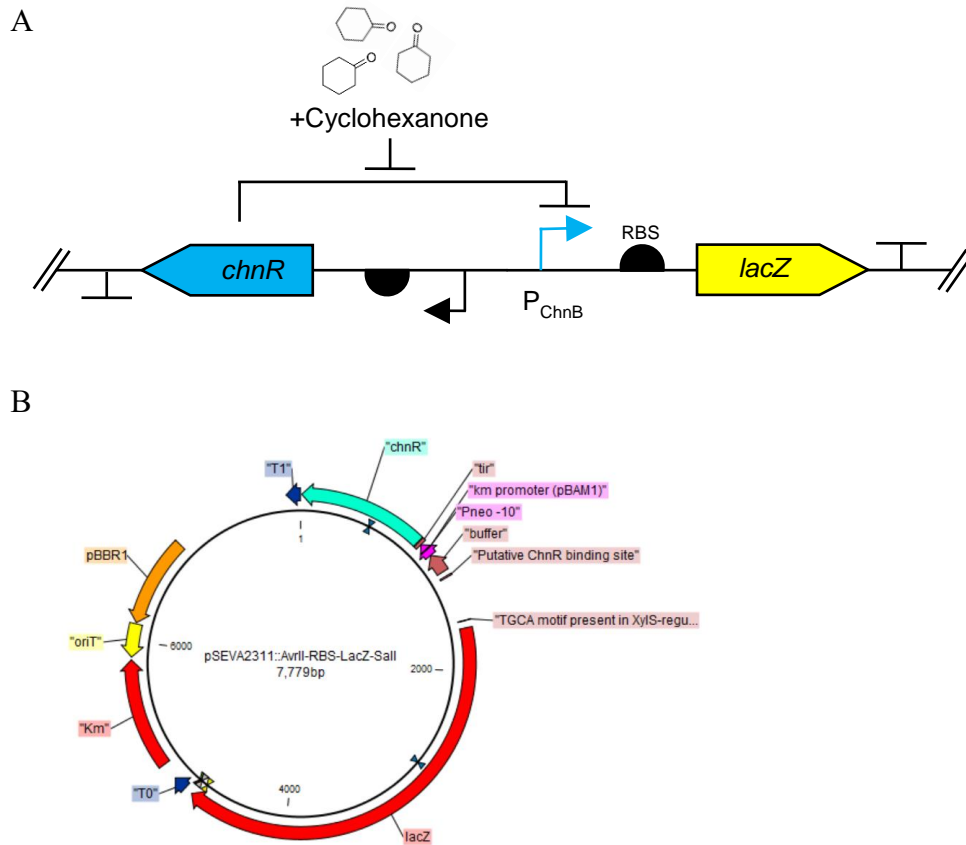 A
O
O
O
+Cyclohexanone
RBS
chnR
lacZ
PChnB
B
"chnR"
"T1"
"tir"
"km promoter (pBAM1)"
"Pneo -10"
"buffer"
"Putative ChnR binding site"
1
pBBR1
"TGCA motif present in XylS-regu...
"oriT"
6000
pSEVA2311::AvrII-RBS-LacZ-SalI
7,779bp
2000
"Km"
"T0"
4000
lacZ